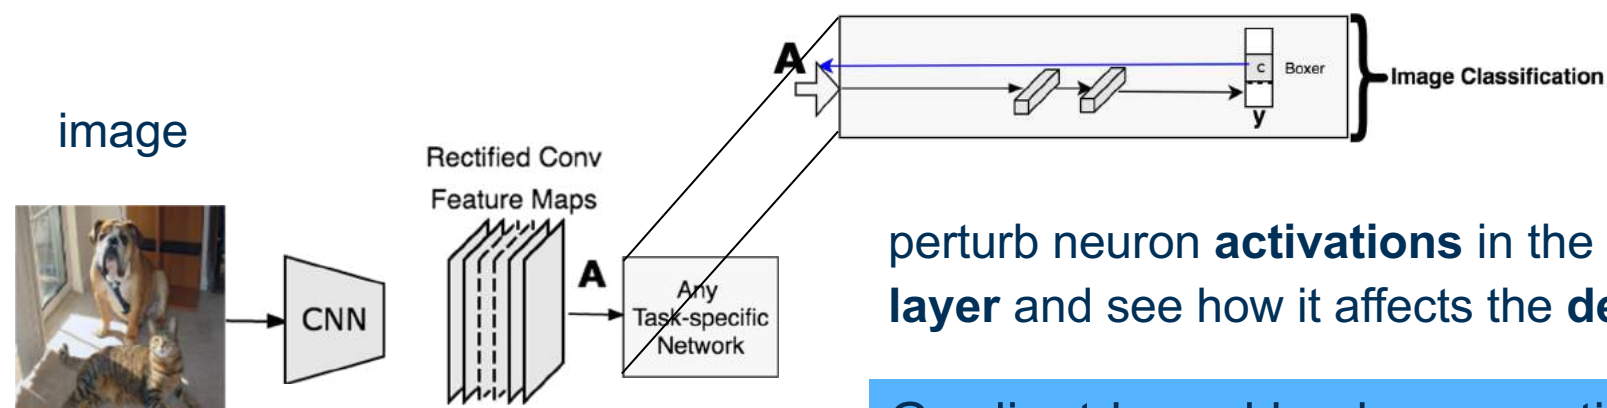 image
CNN
Rectified Conv
Feature Maps
A
Any
Task-specific
Network
A
c
Boxer
y
Image Classification
perturb neuron activations in the
layer and see how it affects the